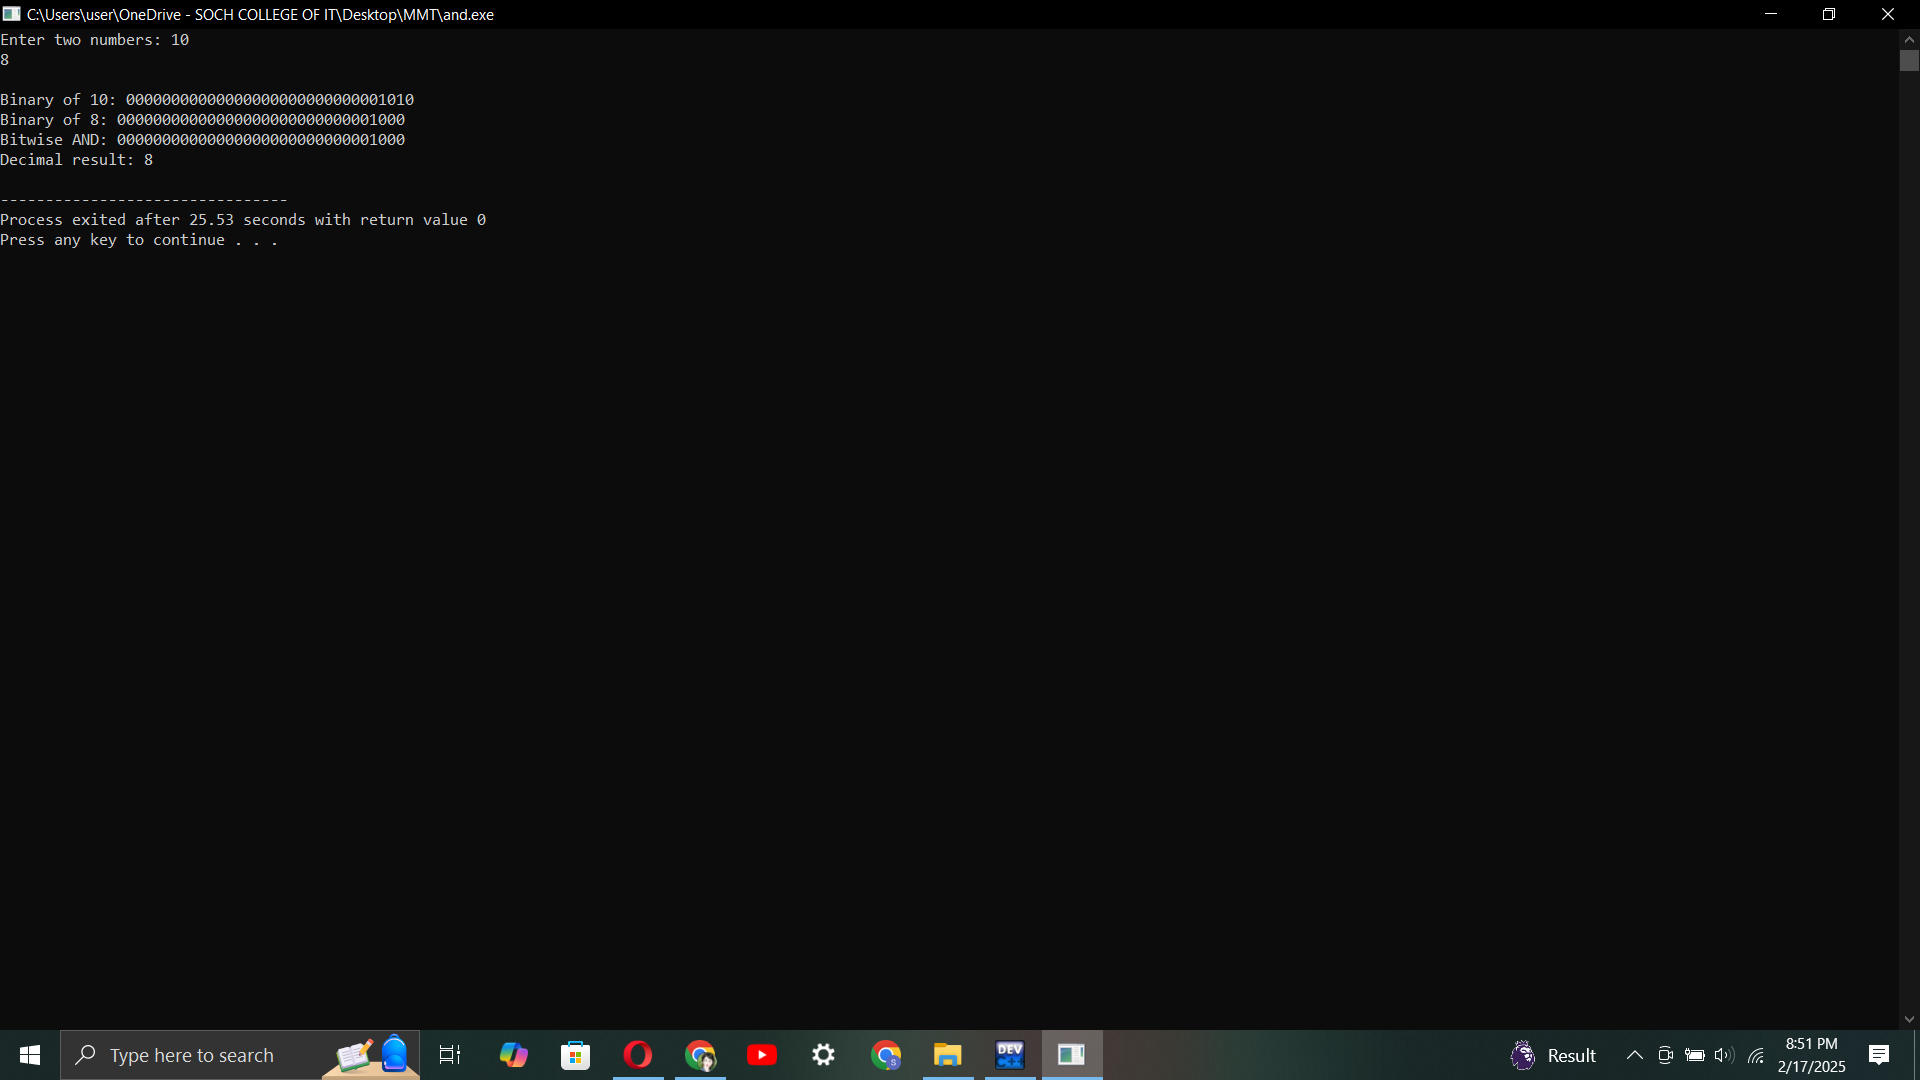 C:\Users\user\OneDrive - SOCH COLLEGE OF IT\Desktop\MMT\and.exe
Enter two numbers: 10
8
Binary of 10: 00000000000000000000000000001010
Binary of 8: 00000000000000000000000000001000
Bitwise AND: 00000000000000000000000000001000
Decimal result: 8
--------------------------------
Process exited after 25.53 seconds with return value 0
Press any key to continue . . .
Type here to search
DEV
C++
S
Result
8:51 PM
2/17/2025